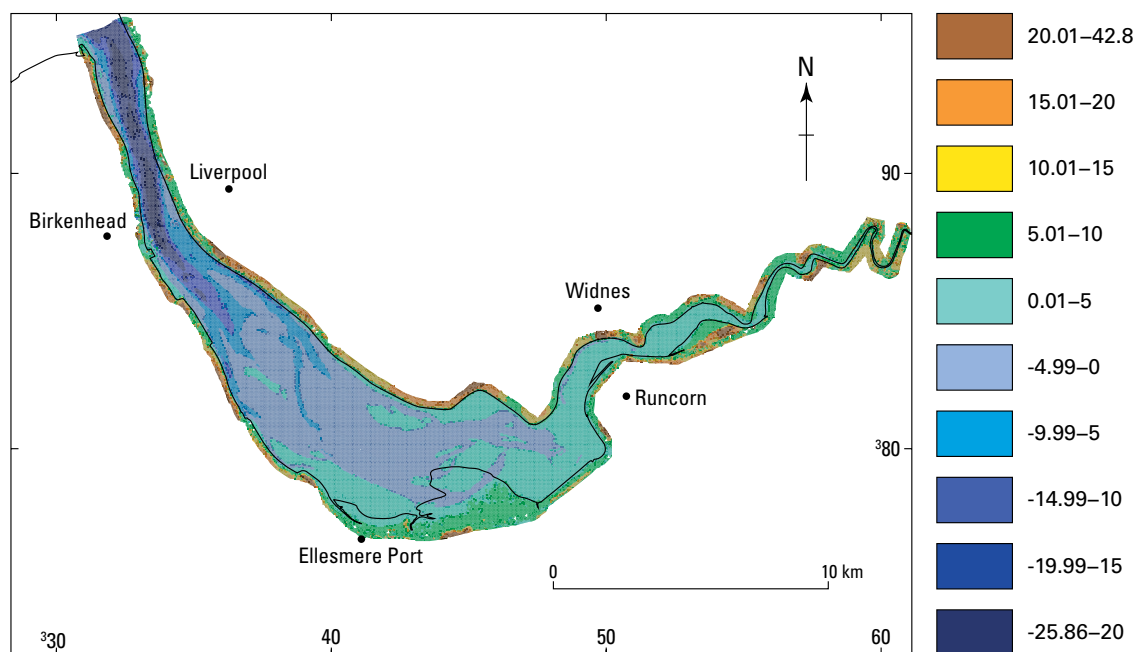 Liverpool
Birkenhead
Widnes
Runcorn
Ellesmere Port
N
90
³80
0 10 km
³30 40 50 60
20.01–42.8
15.01–20
10.01–15
5.01–10
0.01–5
-4.99–0
-9.99–5
-14.99–10
-19.99–15
-25.86–20